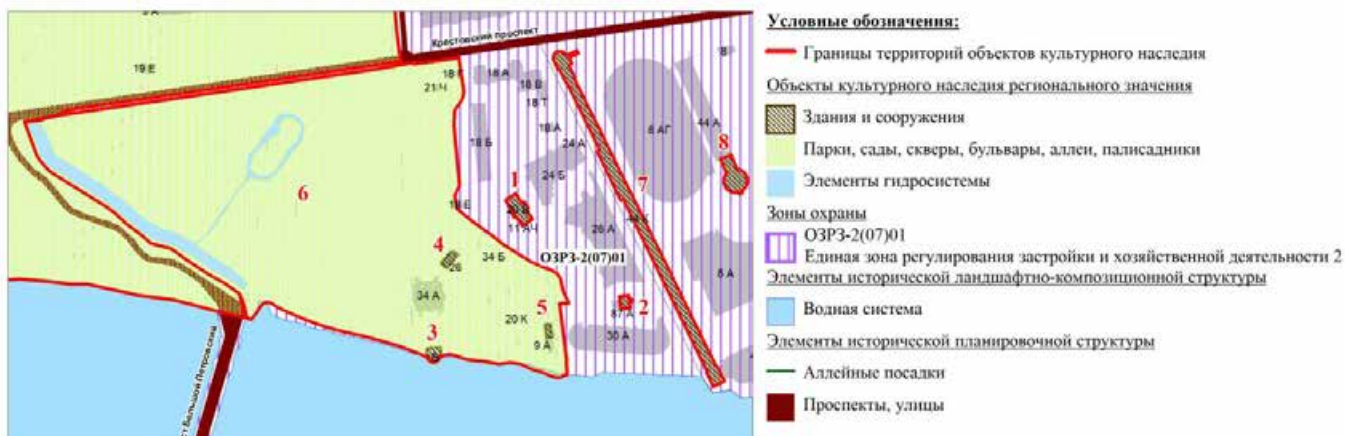 Крестовский проспект
19 Е
18 Г
21 Ч
18 А
18 В
18 Т
18 А
18 Б
24 А
24 Б
8 АГ
44 А
8
7
6
1
18 Е
11 АЧ
26 А
4
26
34 Б
ОЗРЗ-2(07)01
8 А
34 А
5
20 К
2
87 А
3
9 А
30 А
ст Большой Петровский
Условные обозначения:
Границы территорий объектов культурного наследия
Объекты культурного наследия регионального значения
Здания и сооружения
Парки, сады, скверы, бульвары, аллеи, палисадники
Элементы гидросистемы
Зоны охраны
ОЗРЗ-2(07)01
Единая зона регулирования застройки и хозяйственной деятельности 2
Элементы исторической ландшафтно-композиционной структуры
Водная система
Элементы исторической планировочной структуры
Аллейные посадки
Проспекты, улицы